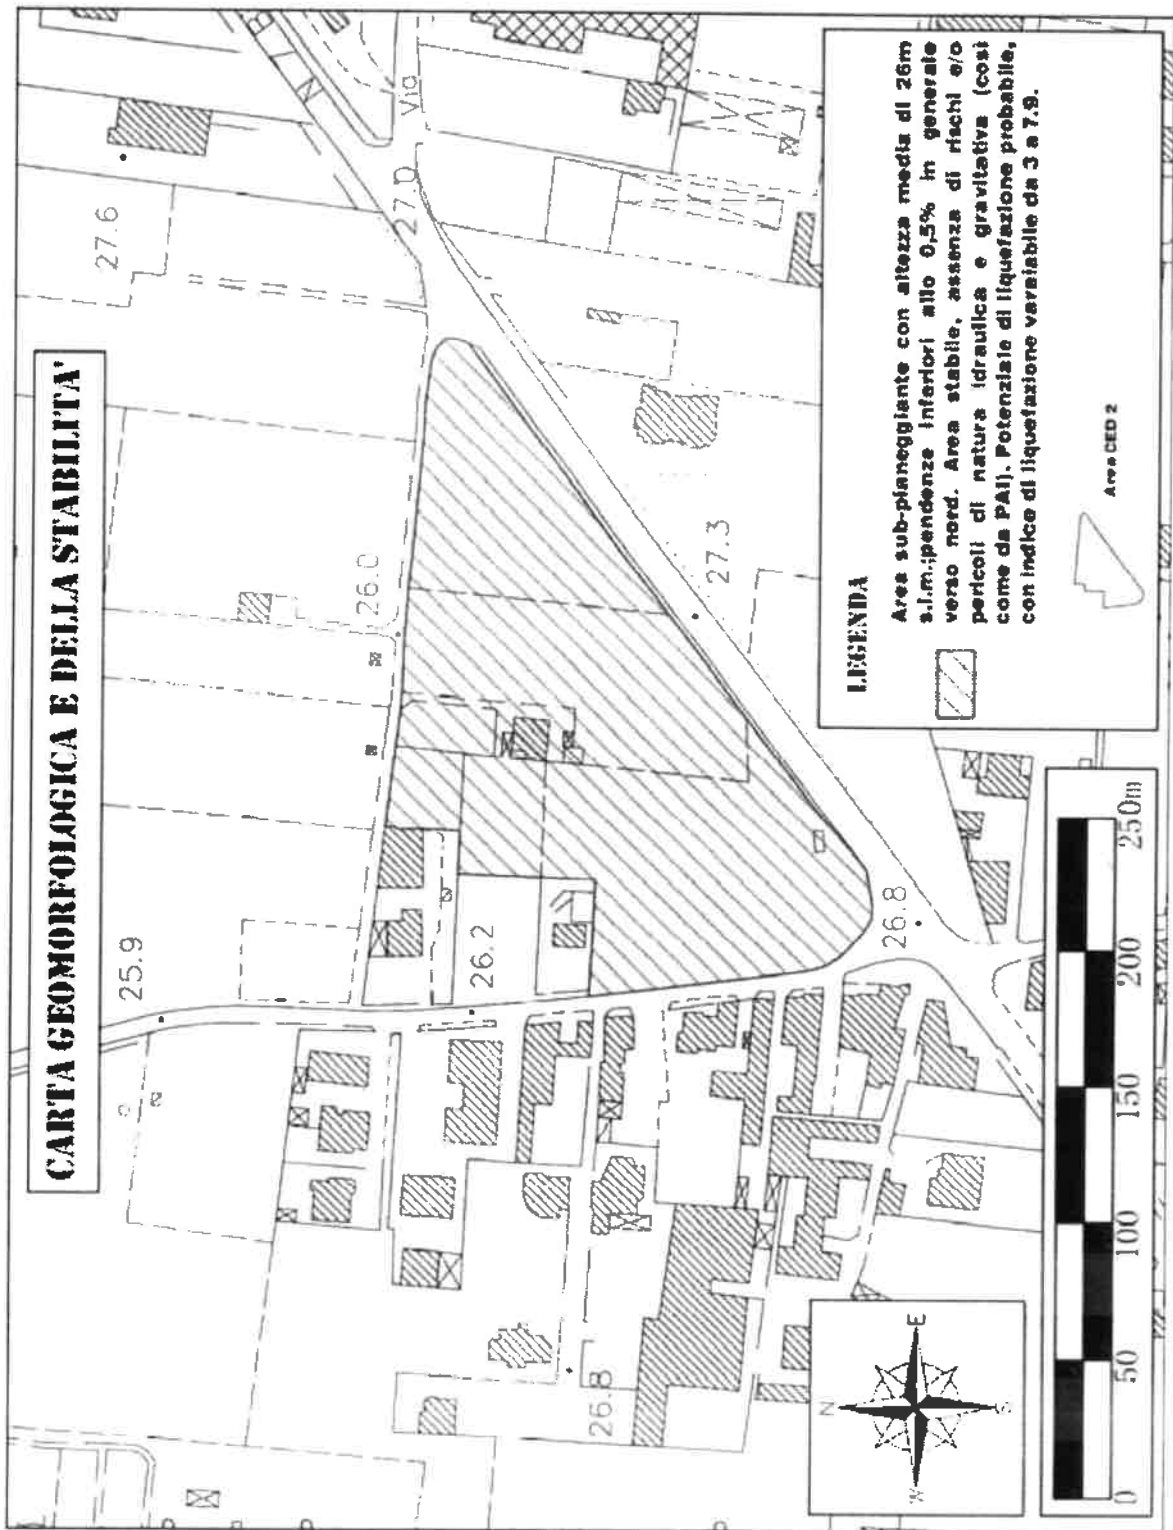 CARTA GEOMORFOLOGICA E DELLA STABILITA'
25.9
26.2
26.0
27.6
27.0
Via
27.3
26.8
26.8
LEGENDA
Area sub-pianeggiante con altezza media di 26m
s.l.m.;pendenze inferiori allo 0,5% in generale
verso nord. Area stabile, assenza di rischi e/o
pericoli di natura idraulica e gravitativa (così
come da PAI). Potenziale di liquefazione probabile,
con indice di liquefazione varaiabile da 3 a 7.9.
Area CED 2
N
W
E
S
0
50
100
150
200
250m